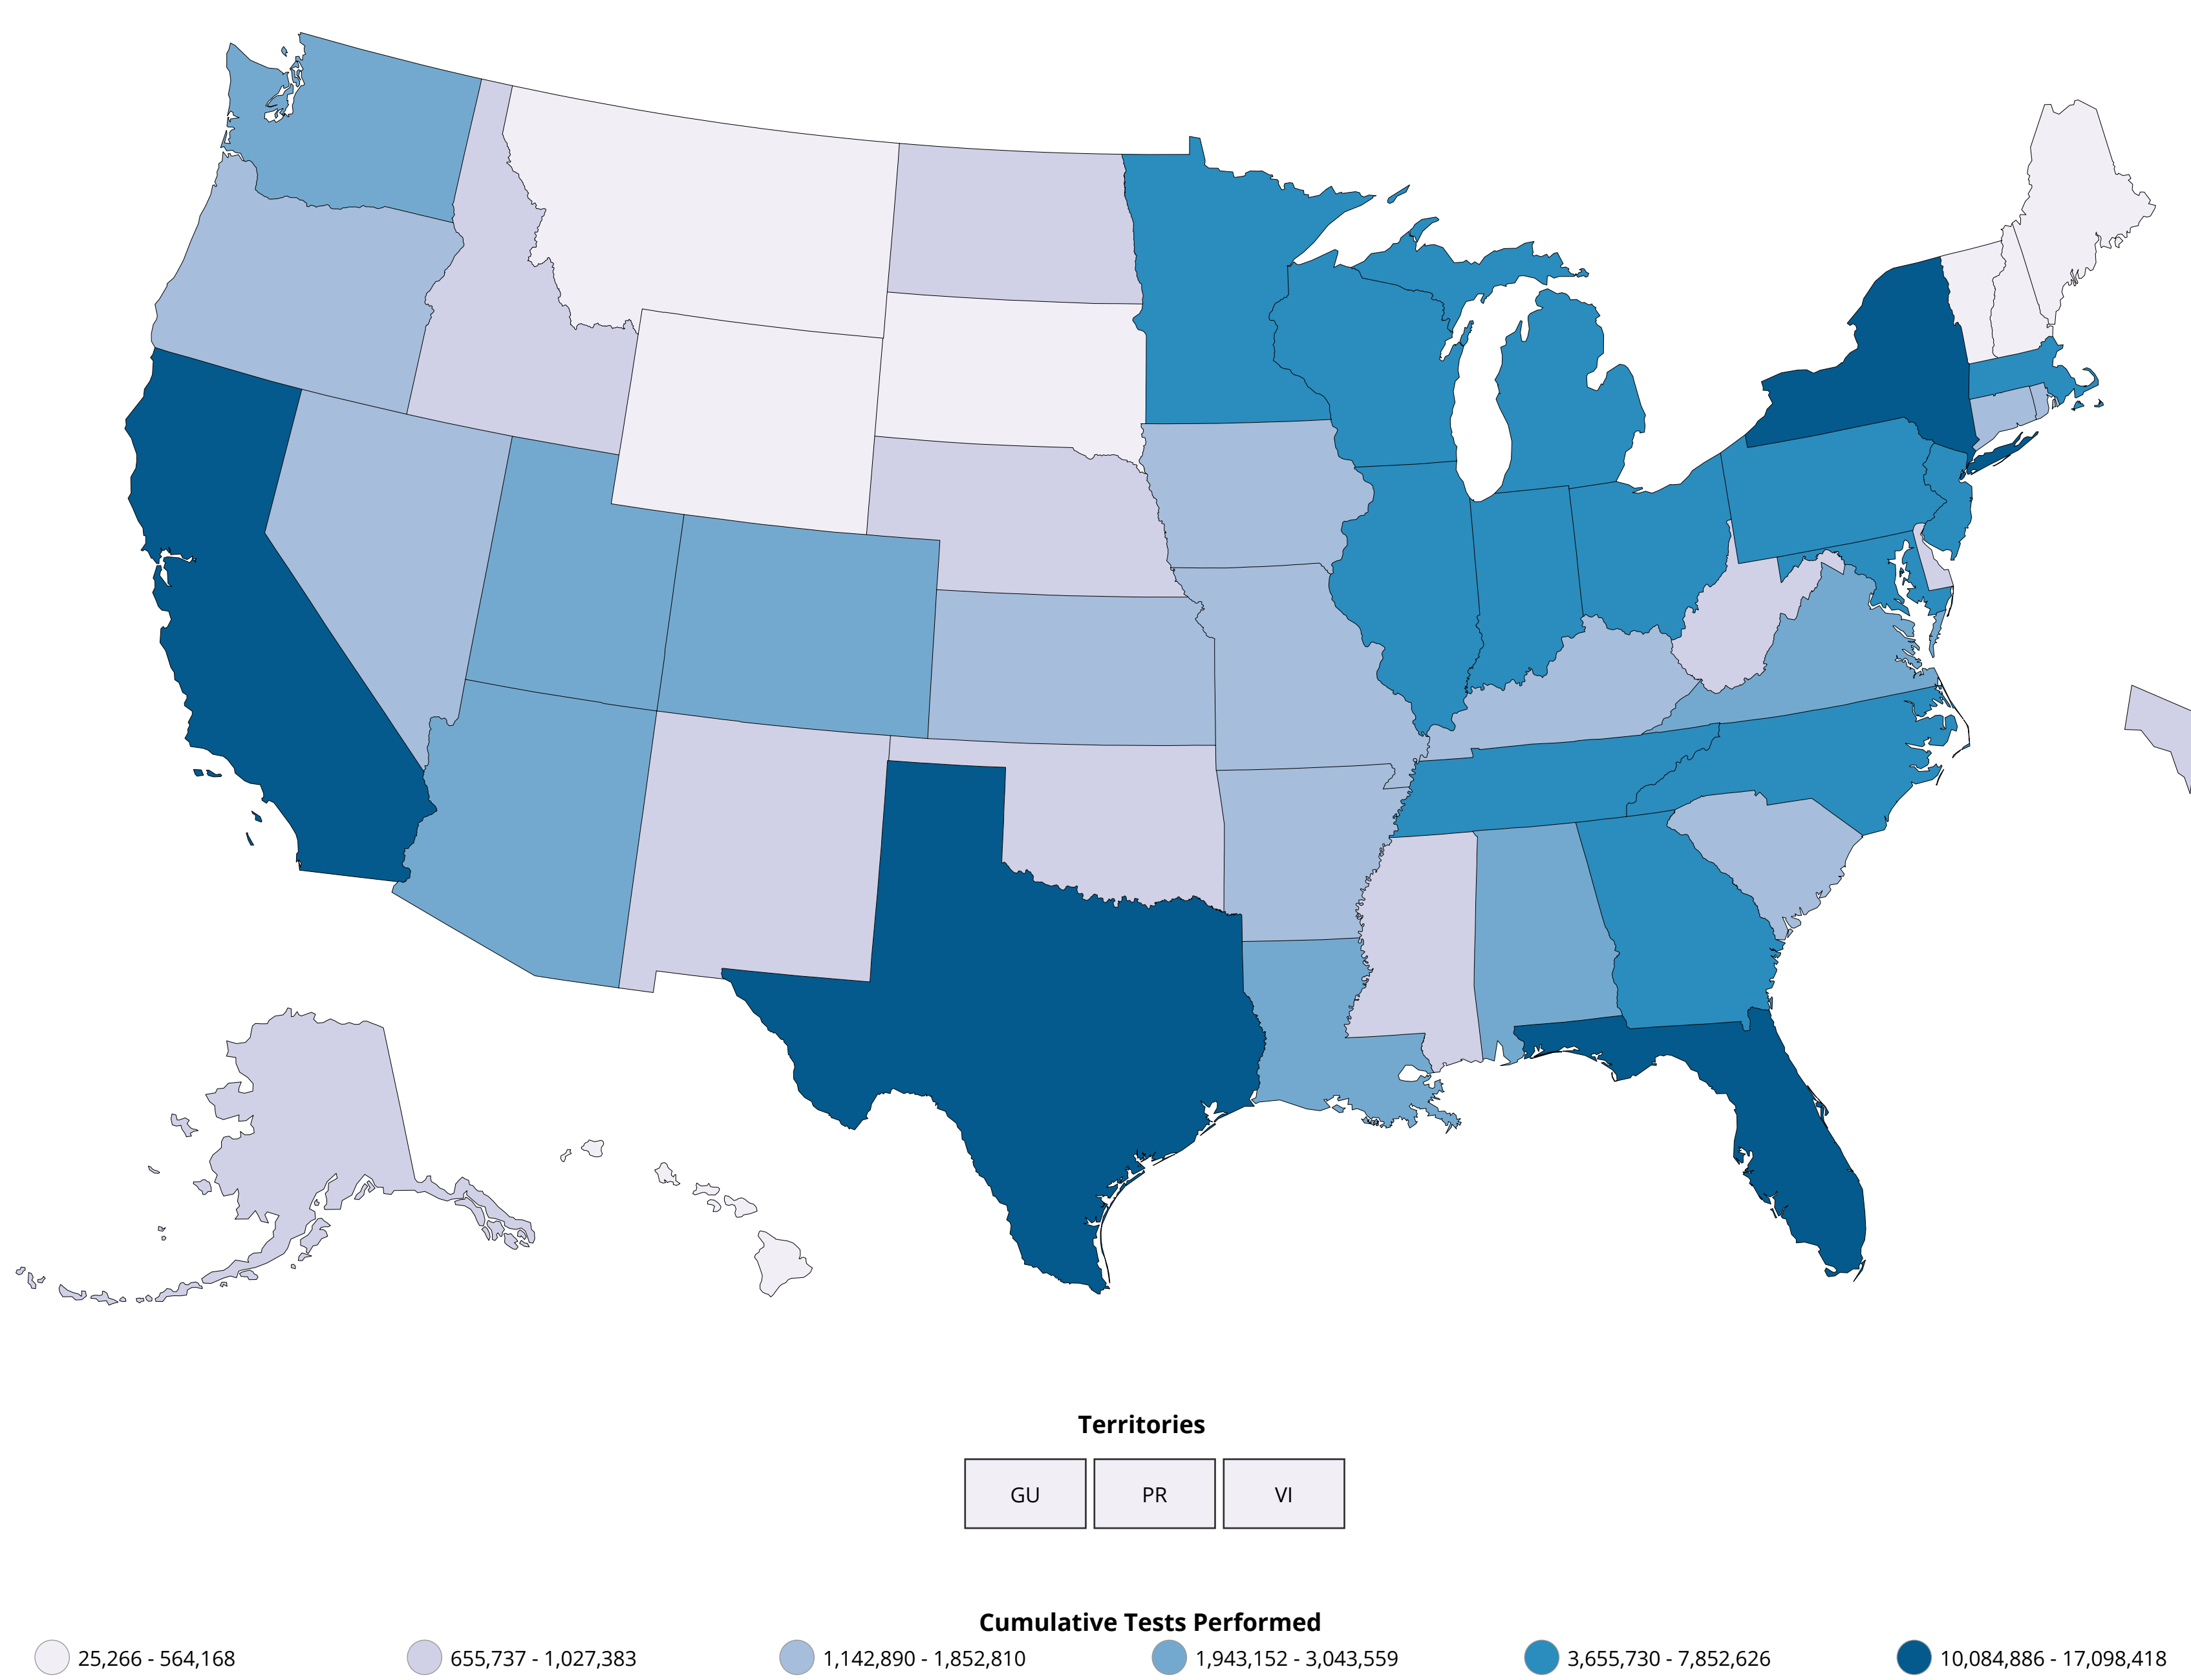 Territories
GU PR VI
Cumulative Tests Performed
25,266 - 564,168 655,737 - 1,027,383 1,142,890 - 1,852,810 1,943,152 - 3,043,559 3,655,730 - 7,852,626 10,084,886 - 17,098,418